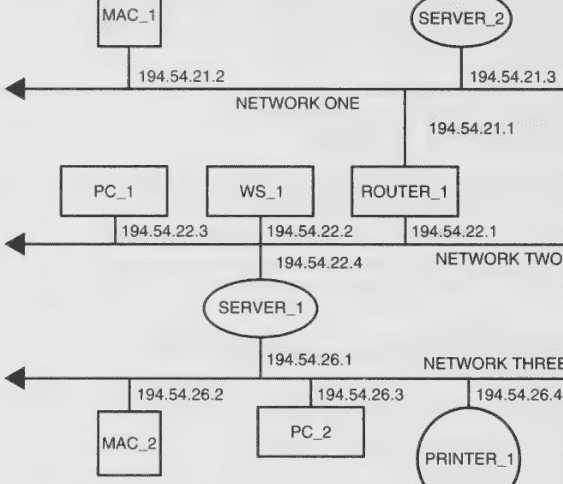 MAC_1
SERVER_2
194.54.21.2
194.54.21.3
NETWORK ONE
194.54.21.1
PC_1
WS_1
ROUTER_1
194.54.22.3
194.54.22.2
194.54.22.1
194.54.22.4
NETWORK TWO
SERVER_1
194.54.26.1
NETWORK THREE
194.54.26.2
194.54.26.3
194.54.26.4
MAC_2
PC_2
PRINTER_1